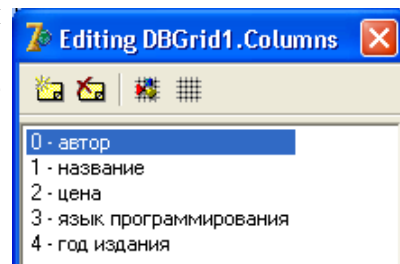 Editing DBGrid1.Columns
0 - автор
1 - название
2 - цена
3 - язык программирования
4 - год издания